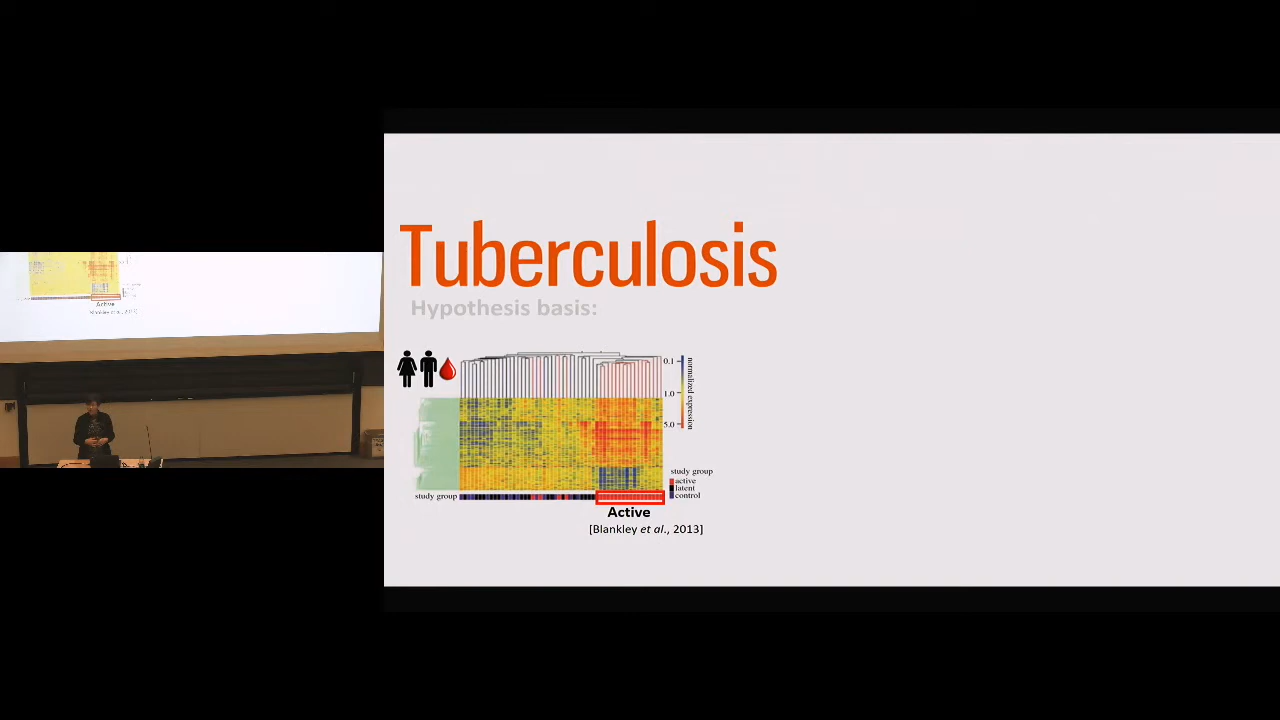 Tuberculosis
Hypothesis basis:
0.1
1.0
5.0
normalized expression
study group
active
latent
control
study group
Active
[Blankley et al., 2013]
Active